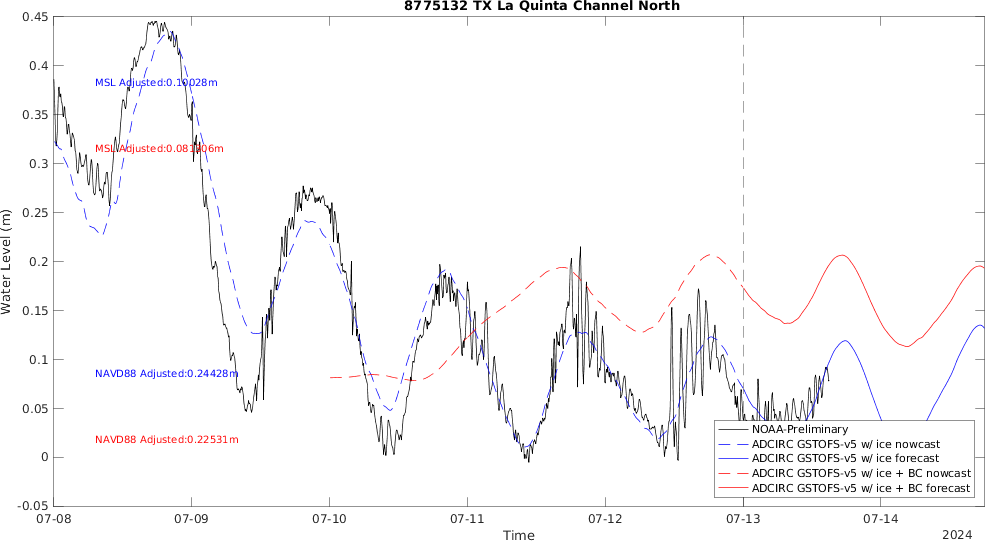 8775132 TX La Quinta Channel North
0.45
0.4
0.35
0.3
0.25
0.2
0.15
0.1
0.05
0
-0.05
Water Level (m)
MSL Adjusted:0.10028m
NAVD88 Adjusted:0.24428m
NAVD88 Adjusted:0.22531m
NOAA-Preliminary
ADCIRC GSTOFS-v5 w/ ice nowcast
ADCIRC GSTOFS-v5 w/ ice forecast
ADCIRC GSTOFS-v5 w/ ice + BC nowcast
ADCIRC GSTOFS-v5 w/ ice + BC forecast
07-08
07-09
07-10
07-11
07-12
07-13
07-14
Time
2024